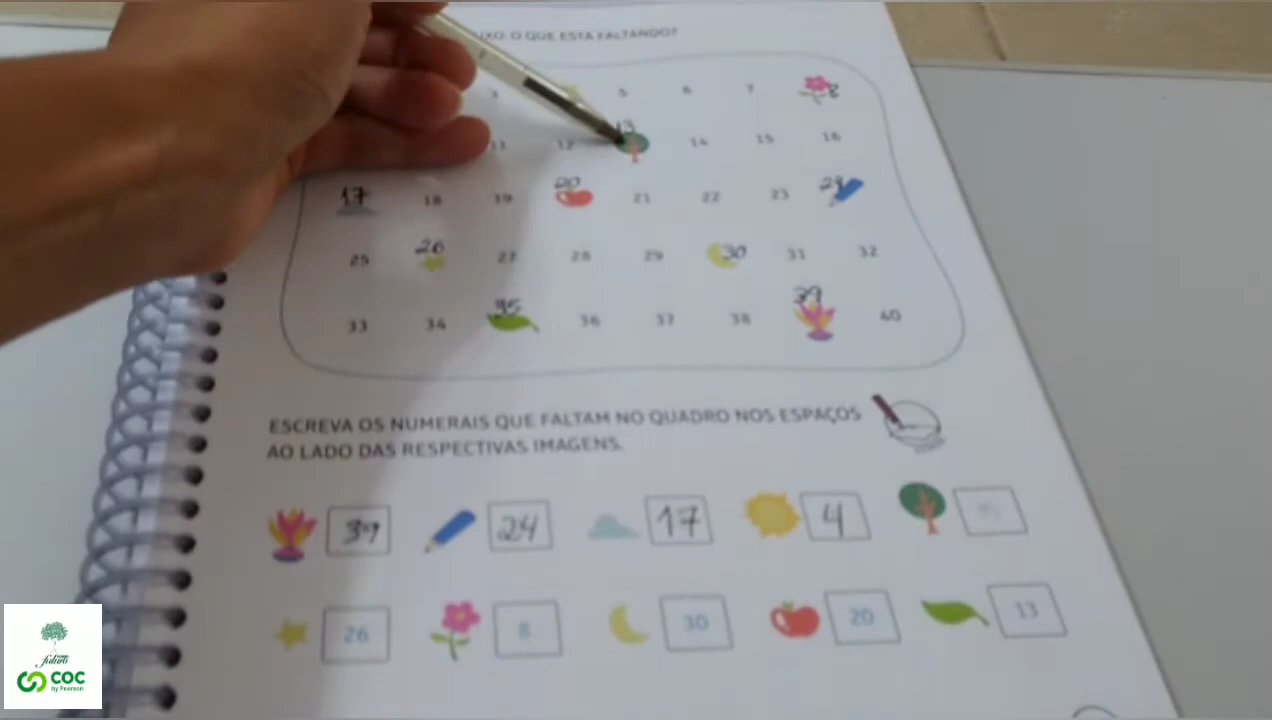 O QUE ESTÁ FALTANDO?
3 5 6 7 8
11 12 13 14 15 16
17 18 19 20 21 22 23 24
25 26 27 28 29 30 31 32
33 34 35 36 37 38 39 40
ESCREVA OS NUMERAIS QUE FALTAM NO QUADRO NOS ESPAÇOS
AO LADO DAS RESPECTIVAS IMAGENS.
39 24 17 4
26 8 30 20 13
futuro
COC
by Pearson